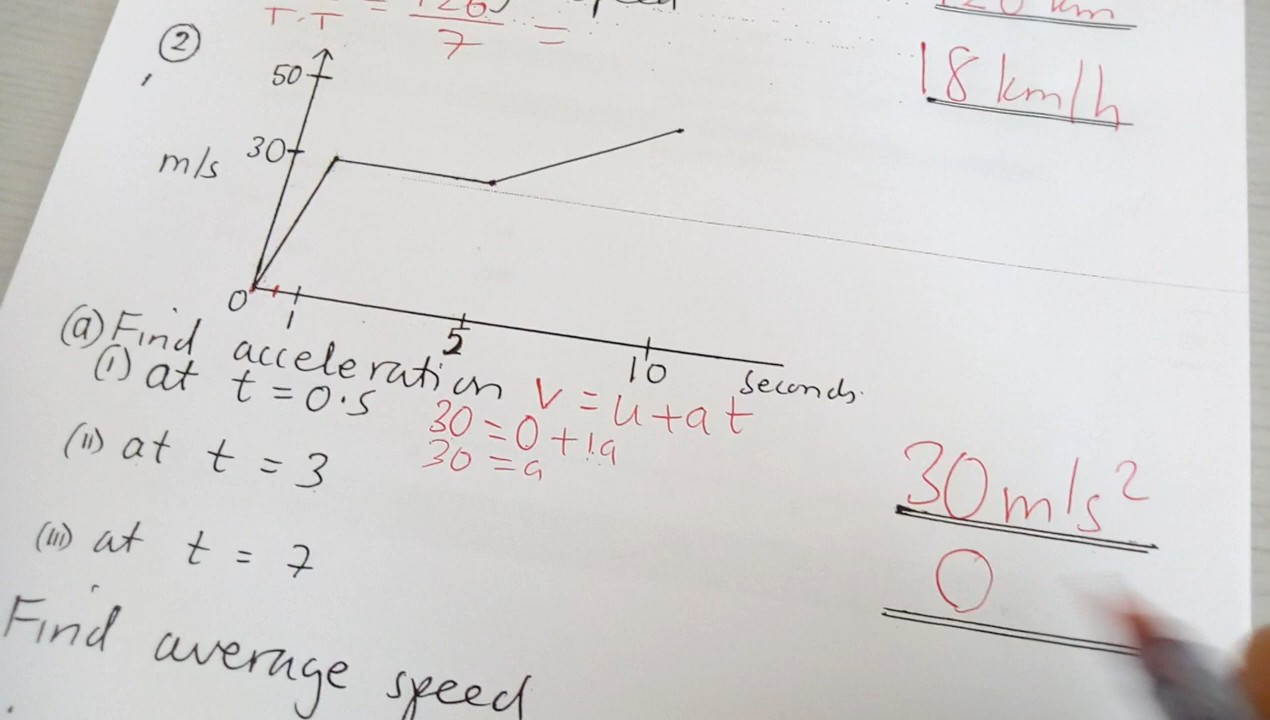 T.T = 126 / 7 =
18 km/h
②
50
30
m/s
0
1
5
10
seconds.
(a) Find acceleration
v = u + at
(i) at t = 0.5
30 = 0 + 1a
30 = a
30 m/s²
(ii) at t = 3
0
(iii) at t = 7
Find average speed